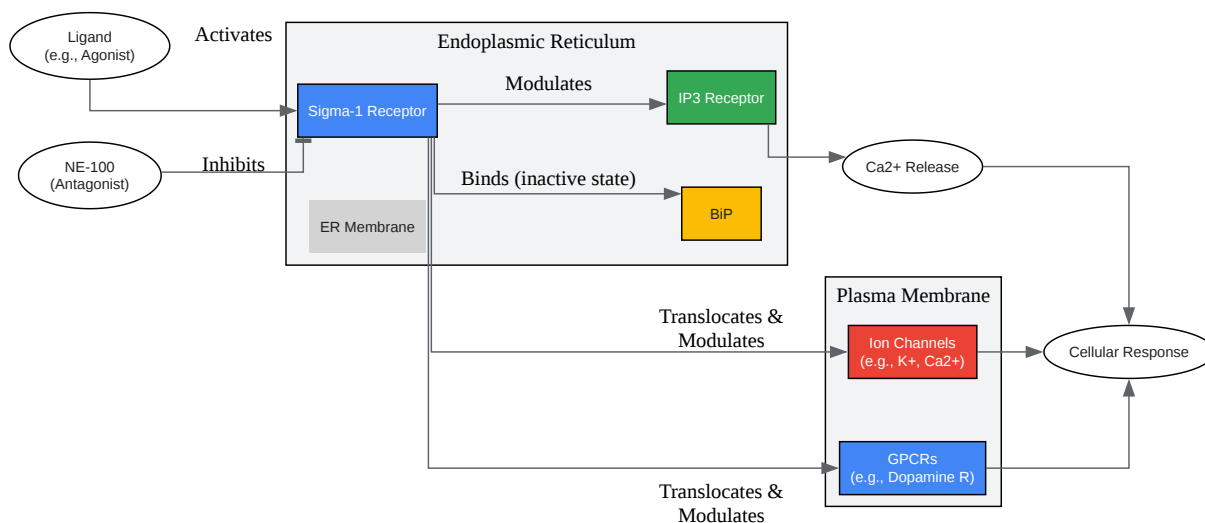 Ligand
(e.g., Agonist)
Activates
Endoplasmic Reticulum
Sigma-1 Receptor
Modulates
IP3 Receptor
NE-100
(Antagonist)
Inhibits
Binds (inactive state)
BiP
ER Membrane
Ca2+ Release
Plasma Membrane
Translocates &
Modulates
Ion Channels
(e.g., K+, Ca2+)
Cellular Response
GPCRs
(e.g., Dopamine R)
Translocates &
Modulates